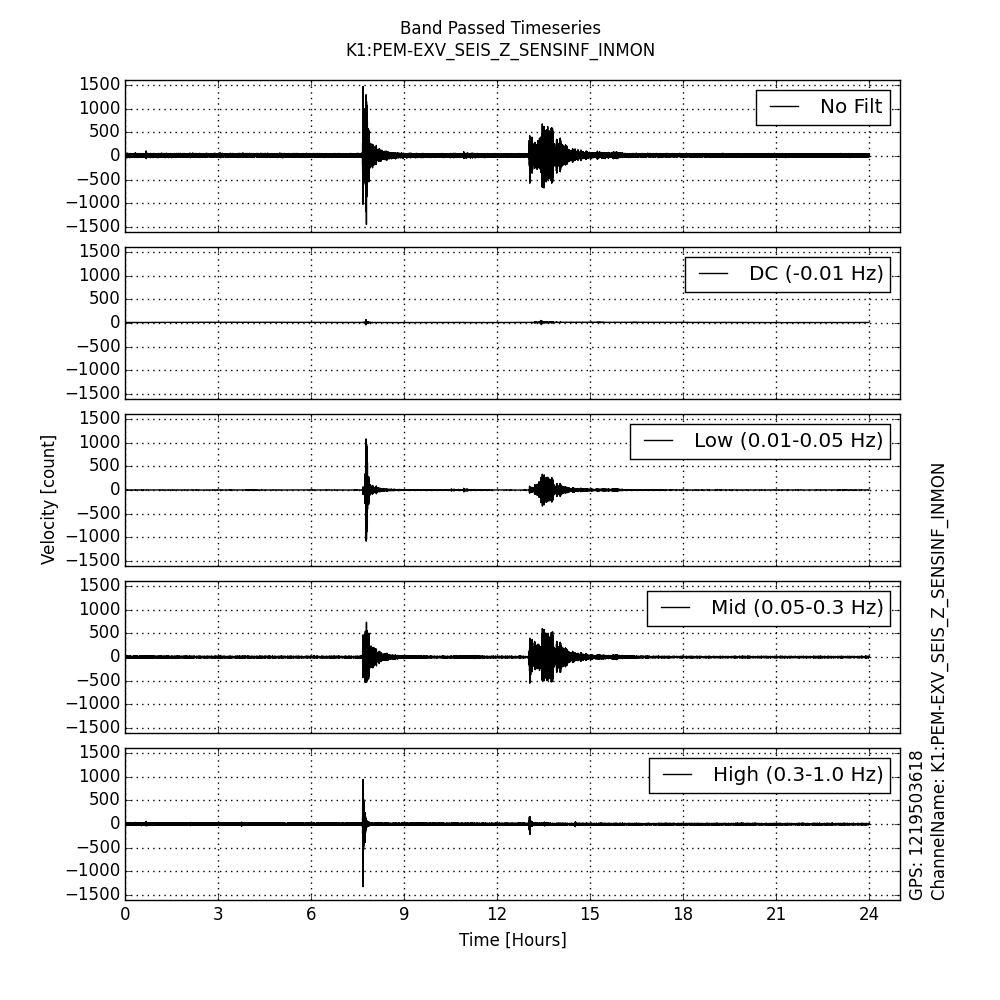 Band Passed Timeseries
K1:PEM-EXV_SEIS_Z_SENSINF_INMON
1500
1000
500
0
−500
−1000
−1500
No Filt
1500
1000
500
0
−500
−1000
−1500
DC (-0.01 Hz)
1500
1000
500
0
−500
−1000
−1500
Low (0.01-0.05 Hz)
Velocity [count]
1500
1000
500
0
−500
−1000
−1500
Mid (0.05-0.3 Hz)
1500
1000
500
0
−500
−1000
−1500
High (0.3-1.0 Hz)
0 3 6 9 12 15 18 21 24
Time [Hours]
GPS: 1219503618
ChannelName: K1:PEM-EXV_SEIS_Z_SENSINF_INMON